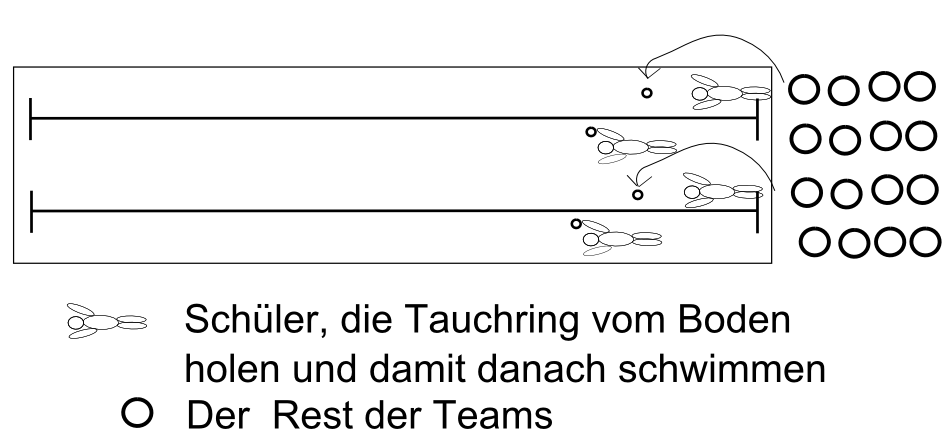 Schüler, die Tauchring vom Boden
holen und damit danach schwimmen
Der Rest der Teams